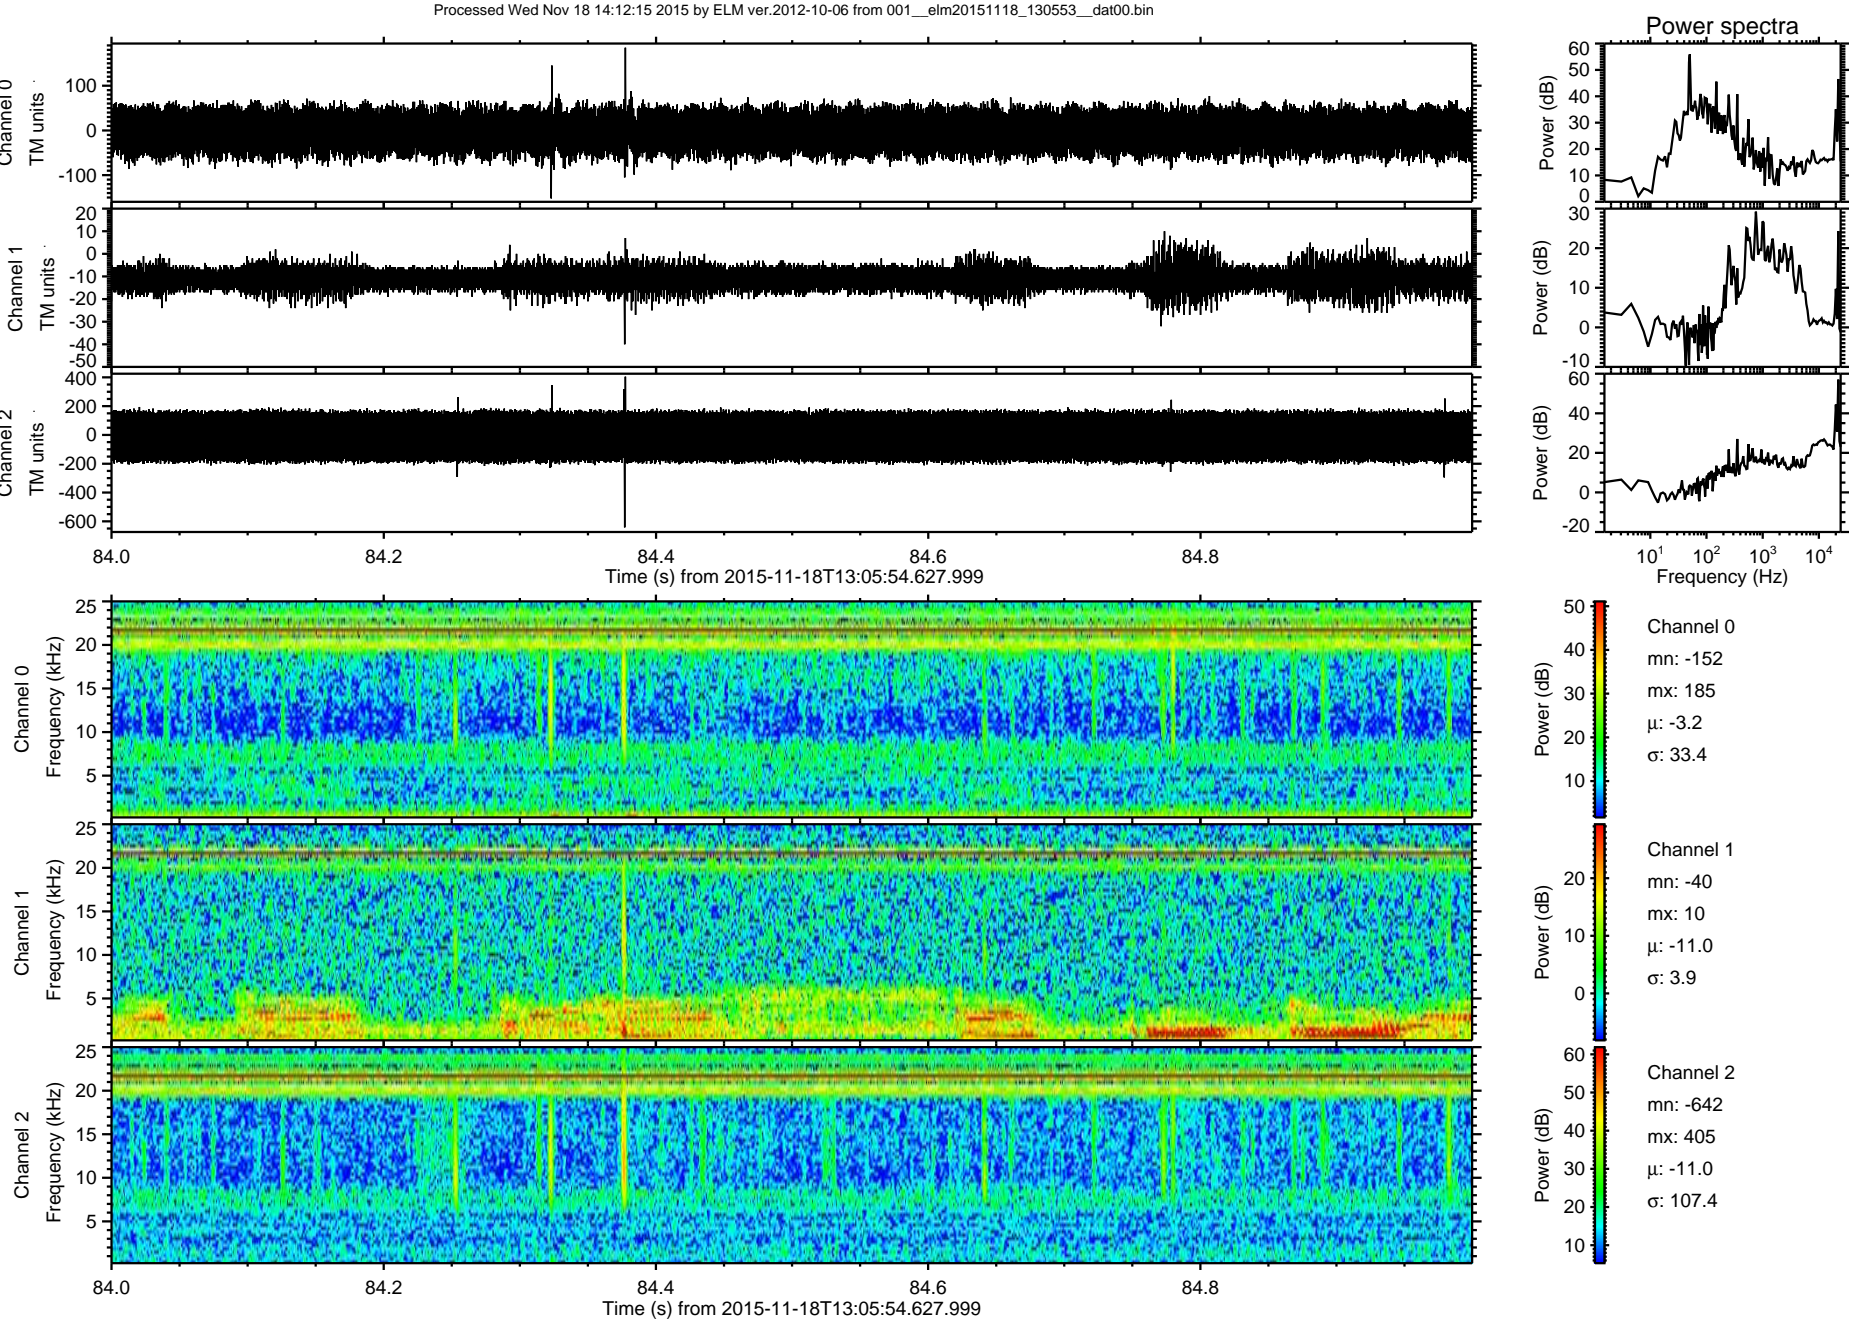 Processed Wed Nov 18 14:12:15 2015 by ELM ver.2012-10-06 from 001__elm20151118_130553__dat00.bin
Power spectra
Channel 0
TM units
100
0
-100
Power (dB)
60
50
40
30
20
10
0
Channel 1
TM units
20
10
0
-10
-20
-30
-40
-50
Power (dB)
30
20
10
0
-10
Channel 2
TM units
400
200
0
-200
-400
-600
Power (dB)
60
40
20
0
-20
84.0 84.2 84.4 84.6 84.8
Time (s) from 2015-11-18T13:05:54.627.999
10¹ 10² 10³ 10⁴
Frequency (Hz)
Channel 0
Frequency (kHz)
25
20
15
10
5
Power (dB)
50
40
30
20
10
Channel 0
mn: -152
mx: 185
μ: -3.2
σ: 33.4
Channel 1
Frequency (kHz)
25
20
15
10
5
Power (dB)
20
10
0
Channel 1
mn: -40
mx: 10
μ: -11.0
σ: 3.9
Channel 2
Frequency (kHz)
25
20
15
10
5
Power (dB)
60
50
40
30
20
10
Channel 2
mn: -642
mx: 405
μ: -11.0
σ: 107.4
84.0 84.2 84.4 84.6 84.8
Time (s) from 2015-11-18T13:05:54.627.999